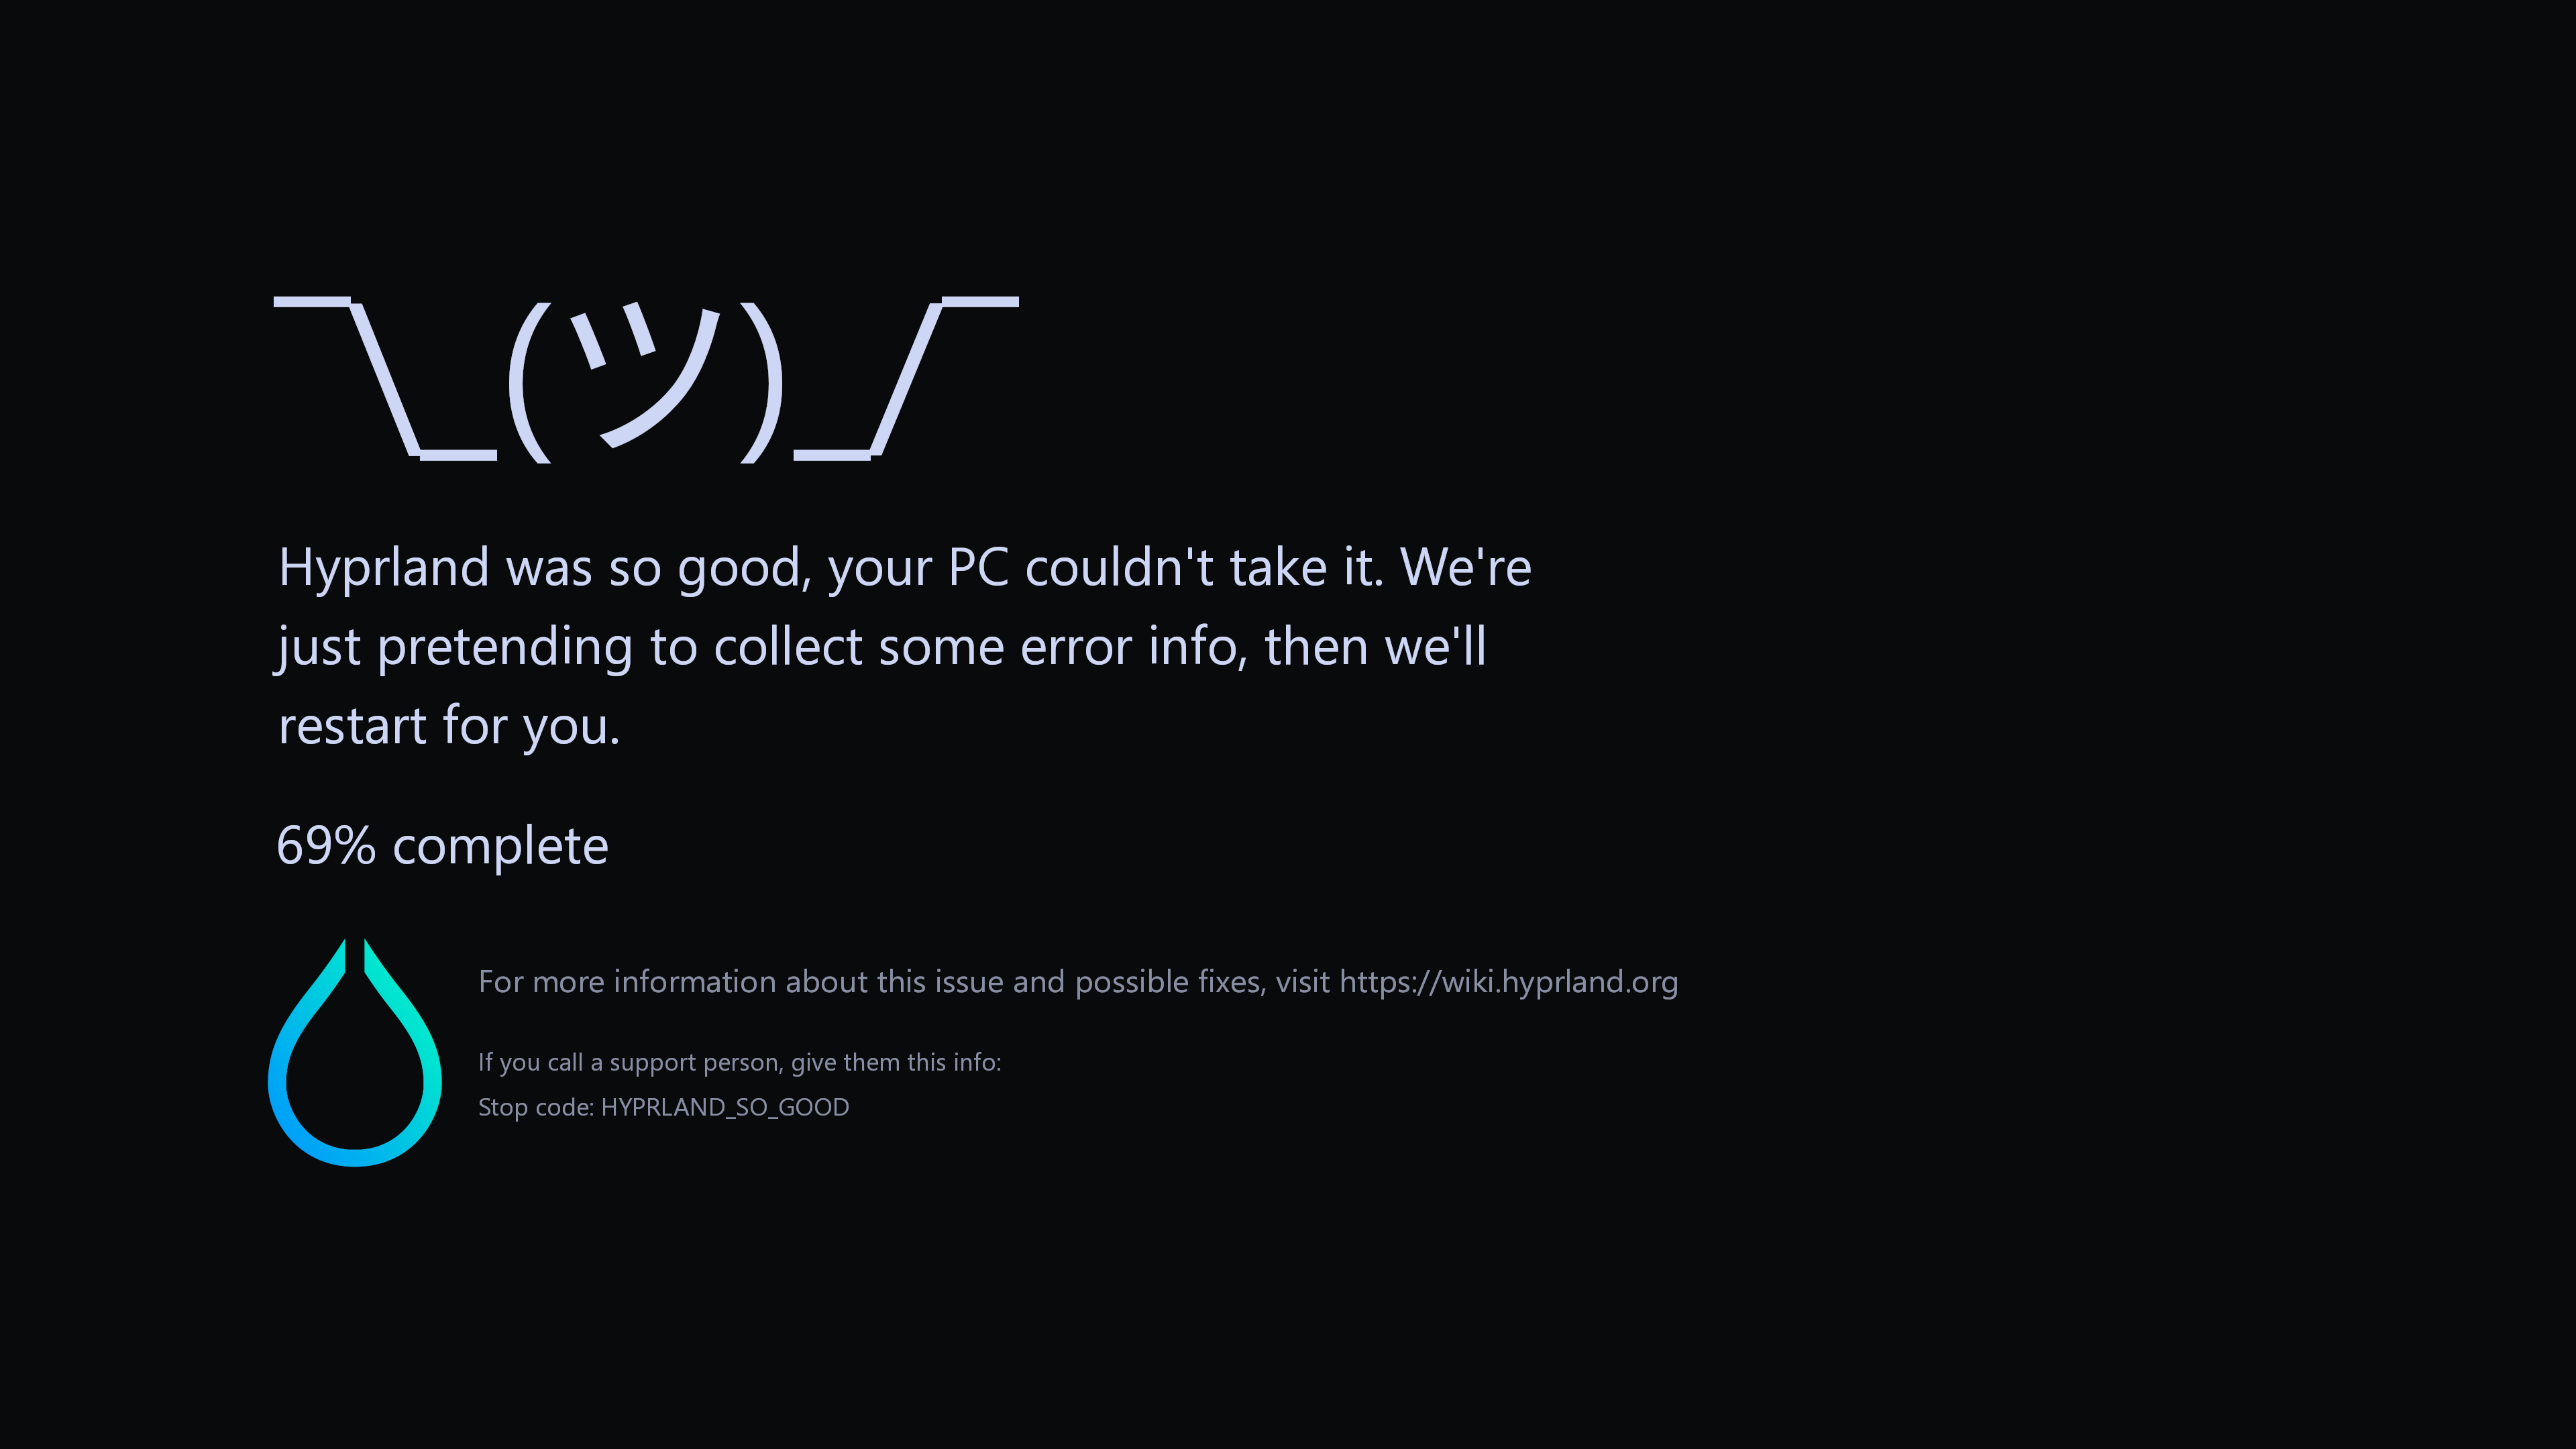 ¯\_(ツ)_/¯
Hyprland was so good, your PC couldn't take it. We're
just pretending to collect some error info, then we'll
restart for you.
69% complete
For more information about this issue and possible fixes, visit https://wiki.hyprland.org
If you call a support person, give them this info:
Stop code: HYPRLAND_SO_GOOD